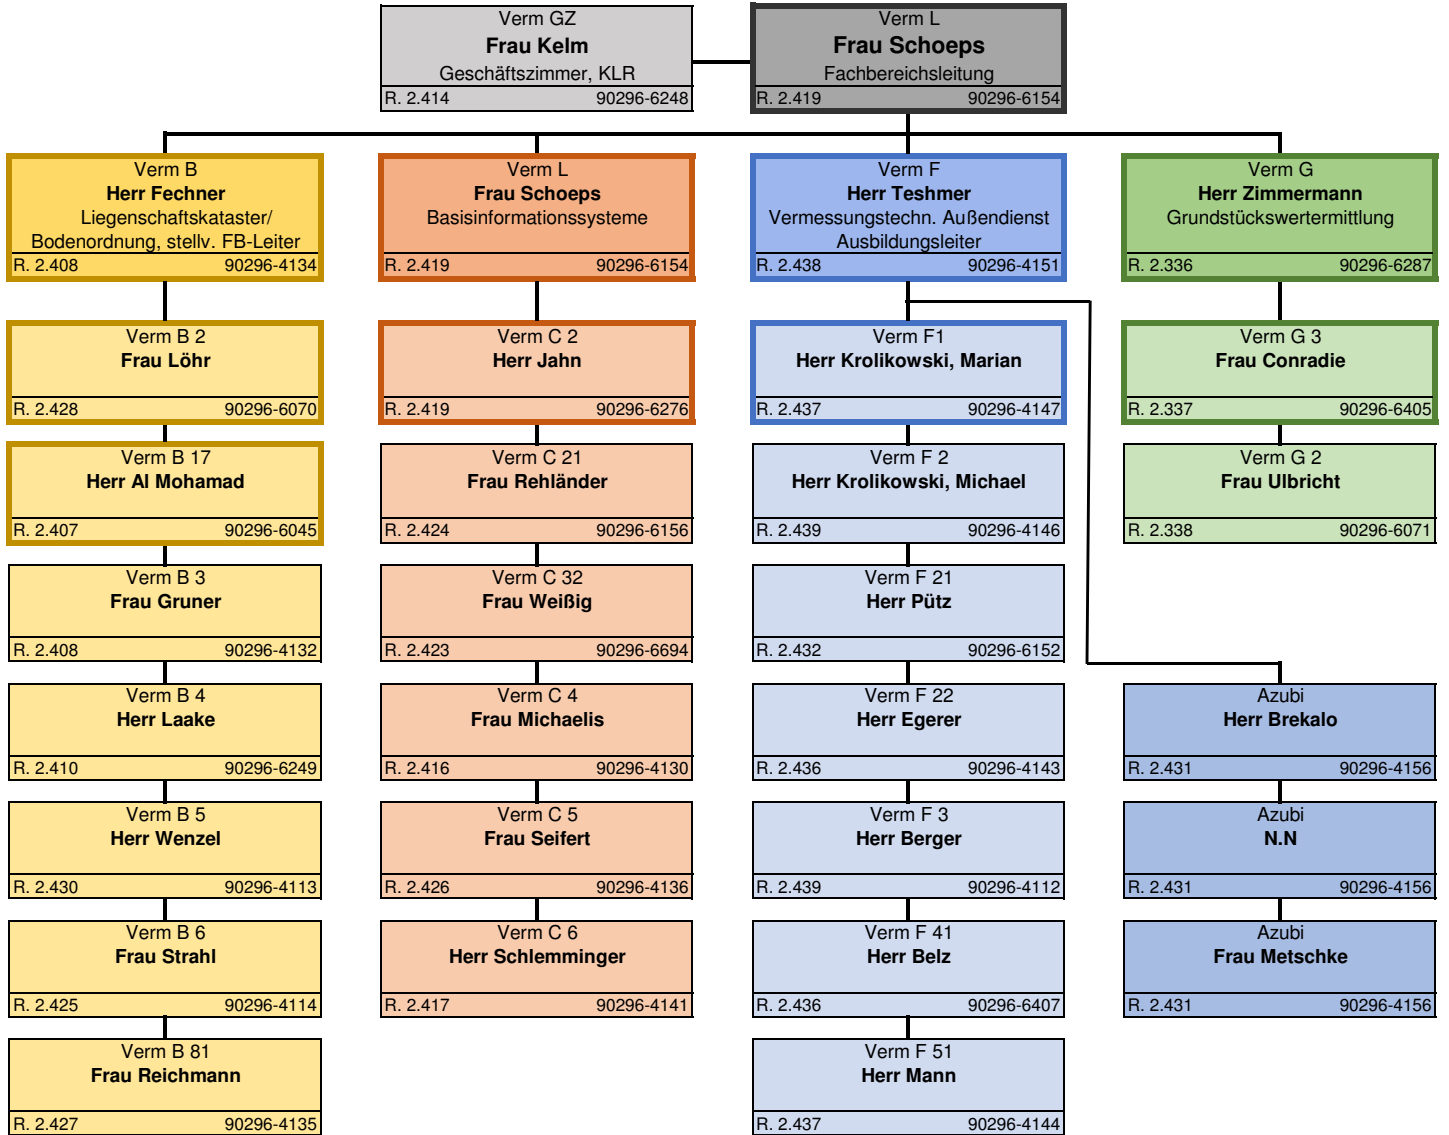 Verm GZ
Frau Kelm
Geschäftszimmer, KLR
R. 2.414 90296-6248
Verm L
Frau Schoeps
Fachbereichsleitung
R. 2.419 90296-6154
Verm B
Herr Fechner
Liegenschaftskataster/
Bodenordnung, stellv. FB-Leiter
R. 2.408 90296-4134
Verm L
Frau Schoeps
Basisinformationssysteme
R. 2.419 90296-6154
Verm F
Herr Teshmer
Vermessungstechn. Außendienst
Ausbildungsleiter
R. 2.438 90296-4151
Verm G
Herr Zimmermann
Grundstückswertermittlung
R. 2.336 90296-6287
Verm B 2
Frau Löhr
R. 2.428 90296-6070
Verm C 2
Herr Jahn
R. 2.419 90296-6276
Verm F1
Herr Krolikowski, Marian
R. 2.437 90296-4147
Verm G 3
Frau Conradie
R. 2.337 90296-6405
Verm B 17
Herr Al Mohamad
R. 2.407 90296-6045
Verm C 21
Frau Rehländer
R. 2.424 90296-6156
Verm F 2
Herr Krolikowski, Michael
R. 2.439 90296-4146
Verm G 2
Frau Ulbricht
R. 2.338 90296-6071
Verm B 3
Frau Gruner
R. 2.408 90296-4132
Verm C 32
Frau Weißig
R. 2.423 90296-6694
Verm F 21
Herr Pütz
R. 2.432 90296-6152
Verm B 4
Herr Laake
R. 2.410 90296-6249
Verm C 4
Frau Michaelis
R. 2.416 90296-4130
Verm F 22
Herr Egerer
R. 2.436 90296-4143
Azubi
Herr Brekalo
R. 2.431 90296-4156
Verm B 5
Herr Wenzel
R. 2.430 90296-4113
Verm C 5
Frau Seifert
R. 2.426 90296-4136
Verm F 3
Herr Berger
R. 2.439 90296-4112
Azubi
N.N
R. 2.431 90296-4156
Verm B 6
Frau Strahl
R. 2.425 90296-4114
Verm C 6
Herr Schlemminger
R. 2.417 90296-4141
Verm F 41
Herr Belz
R. 2.436 90296-6407
Azubi
Frau Metschke
R. 2.431 90296-4156
Verm B 81
Frau Reichmann
R. 2.427 90296-4135
Verm F 51
Herr Mann
R. 2.437 90296-4144